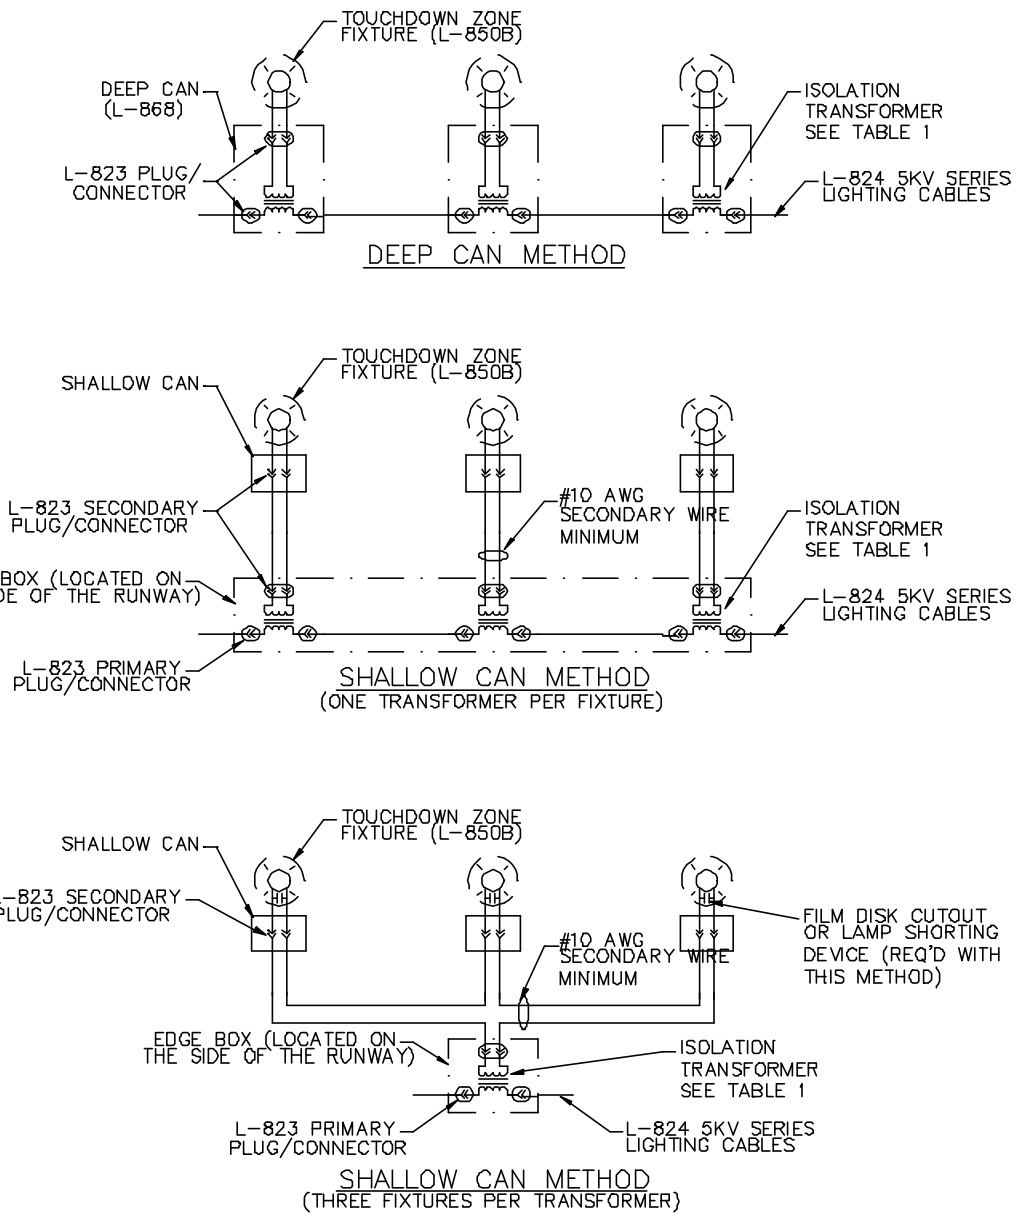 TOUCHDOWN ZONE
FIXTURE (L-850B)
DEEP CAN
(L-868)
L-823 PLUG/
CONNECTOR
ISOLATION
TRANSFORMER
SEE TABLE 1
L-824 5KV SERIES
LIGHTING CABLES
DEEP CAN METHOD
TOUCHDOWN ZONE
FIXTURE (L-850B)
SHALLOW CAN
L-823 SECONDARY
PLUG/CONNECTOR
#10 AWG
SECONDARY WIRE
MINIMUM
ISOLATION
TRANSFORMER
SEE TABLE 1
BOX (LOCATED ON
DE OF THE RUNWAY)
L-824 5KV SERIES
LIGHTING CABLES
L-823 PRIMARY
PLUG/CONNECTOR
SHALLOW CAN METHOD
(ONE TRANSFORMER PER FIXTURE)
TOUCHDOWN ZONE
FIXTURE (L-850B)
SHALLOW CAN
L-823 SECONDARY
PLUG/CONNECTOR
#10 AWG
SECONDARY WIRE
MINIMUM
FILM DISK CUTOUT
OR LAMP SHORTING
DEVICE (REQ'D WITH
THIS METHOD)
EDGE BOX (LOCATED ON
THE SIDE OF THE RUNWAY)
ISOLATION
TRANSFORMER
SEE TABLE 1
L-823 PRIMARY
PLUG/CONNECTOR
L-824 5KV SERIES
LIGHTING CABLES
SHALLOW CAN METHOD
(THREE FIXTURES PER TRANSFORMER}